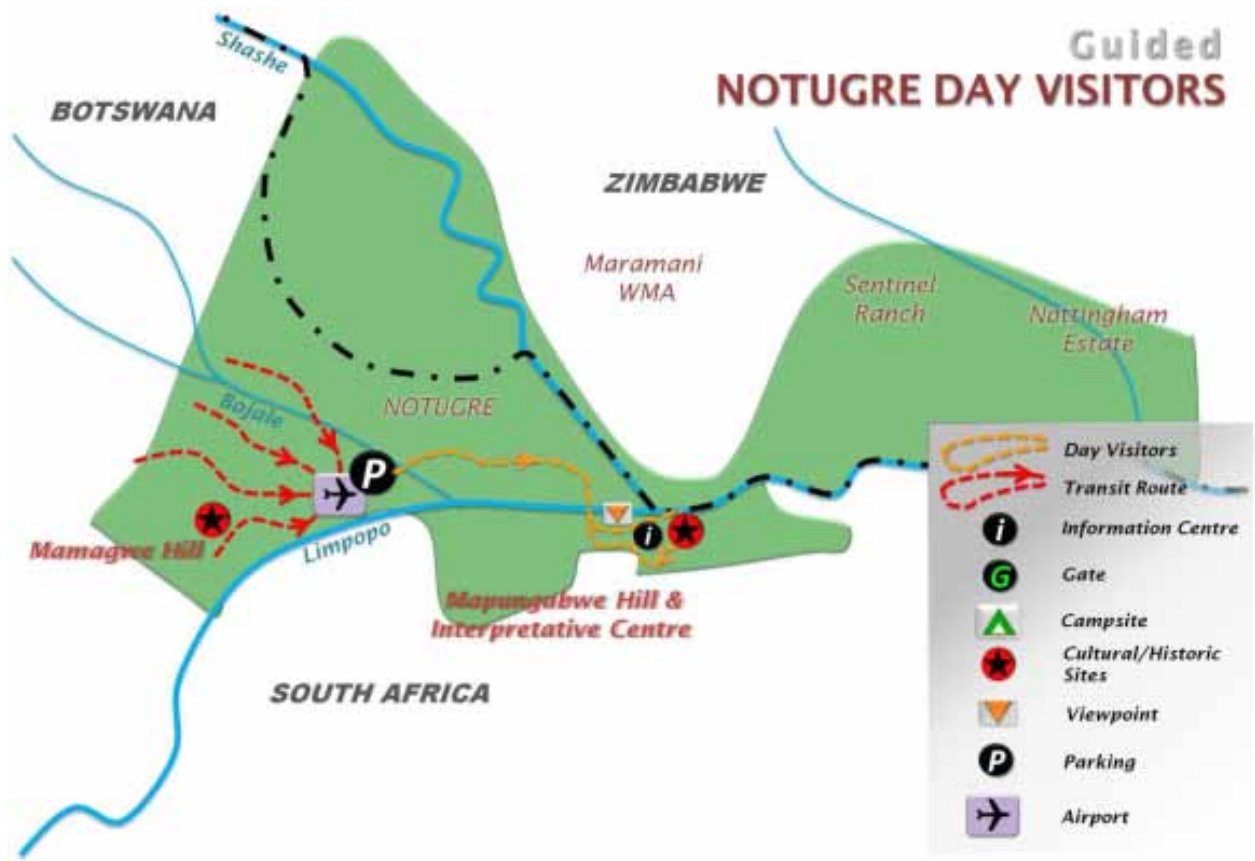 Guided
NOTUGRE DAY VISITORS
Shashe
BOTSWANA
ZIMBABWE
Maramani
WMA
Sentinel
Ranch
Nottingham
Estate
Bojale
NOTUGRE
P
i
Mamagwe Hill
Limpopo
Mapungabwe Hill &
Interpretative Centre
SOUTH AFRICA
Day Visitors
Transit Route
i Information Centre
G Gate
Campsite
Cultural/Historic
Sites
Viewpoint
P Parking
Airport